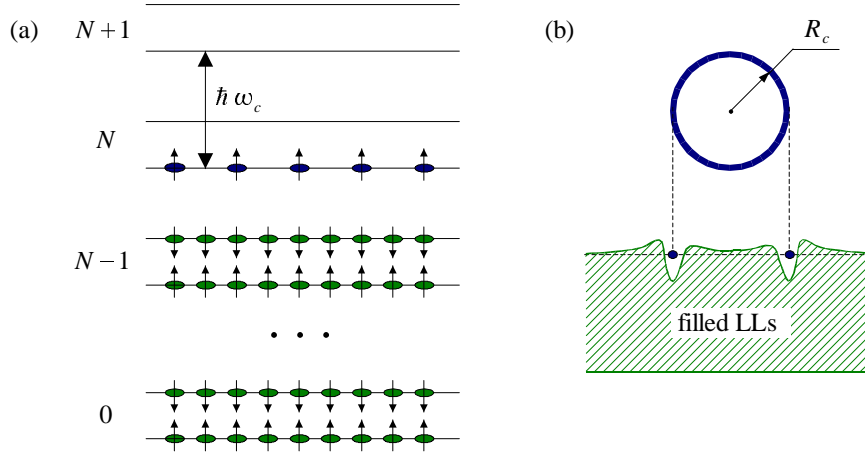 (a)
N+1
ħ ω_c
N
N−1
. . .
0
(b)
R_c
filled LLs